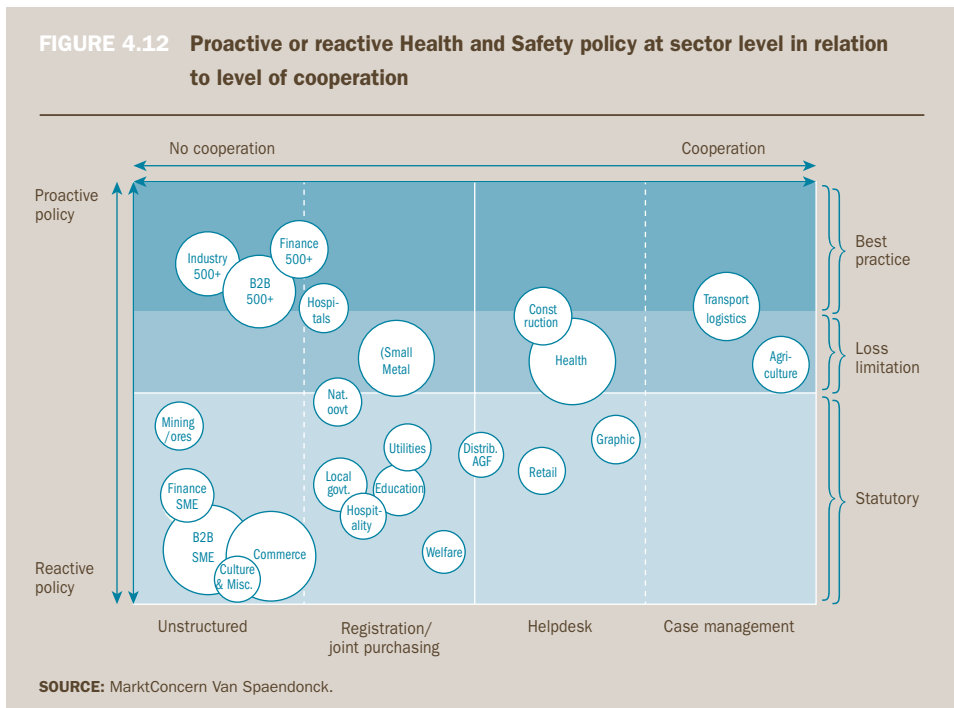 FIGURE 4.12 Proactive or reactive Health and Safety policy at sector level in relation
to level of cooperation
No cooperation
Cooperation
Proactive
policy
Best
practice
Loss
limitation
Statutory
Reactive
policy
Industry
500+
B2B
500+
Finance
500+
Hospi-
tals
Const
ruction
Transport
logistics
(Small
Metal
Health
Agri-
culture
Nat.
oovt
Mining
/ores
Utilities
Distrib.
AGF
Graphic
Retail
Finance
SME
Local
govt.
Education
Hospit-
ality
B2B
SME
Commerce
Culture
& Misc.
Welfare
Unstructured
Registration/
joint purchasing
Helpdesk
Case management
SOURCE: MarktConcern Van Spaendonck.